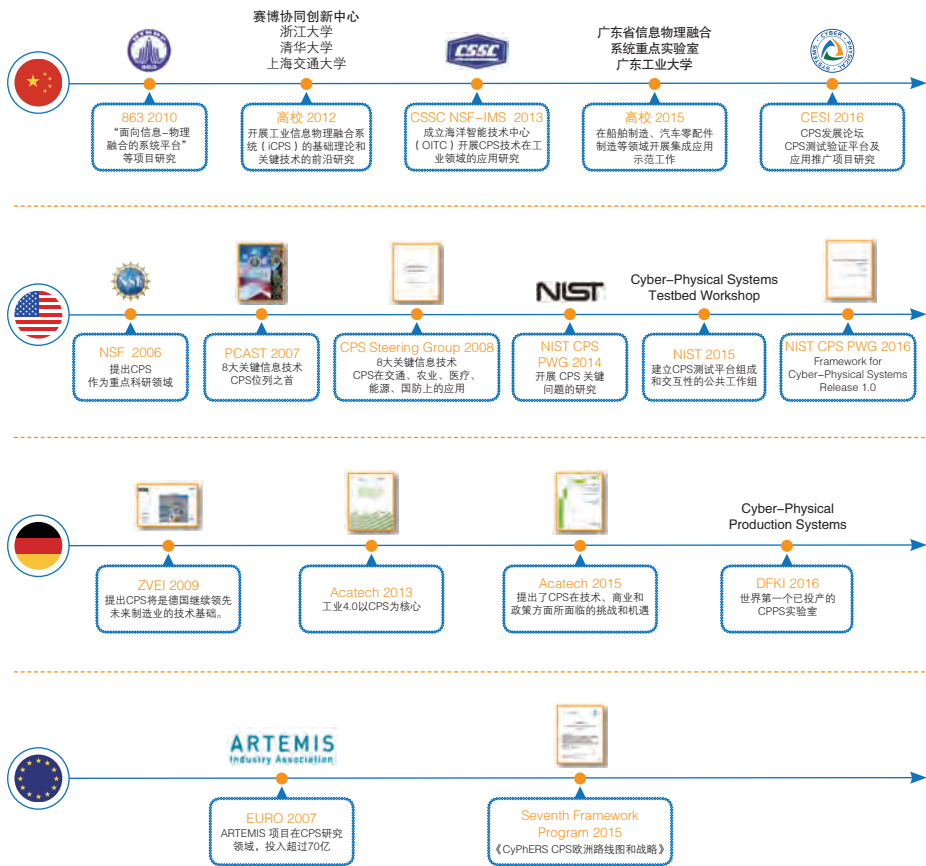 赛博协同创新中心
浙江大学
清华大学
上海交通大学
CSSC
广东省信息物理融合
系统重点实验室
广东工业大学
CYBER-PHYSICAL SYSTEMS
863 2010
“面向信息-物理
融合的系统平台”
等项目研究
高校 2012
开展工业信息物理融合系
统（iCPS）的基础理论和
关键技术的前沿研究
CSSC NSF-IMS 2013
成立海洋智能技术中心
（OITC）开展CPS技术在工
业领域的应用研究
高校 2015
在船舶制造、汽车零配件
制造等领域开展集成应用
示范工作
CESI 2016
CPS发展论坛
CPS测试验证平台及
应用推广项目研究
NSF
NIST
Cyber-Physical Systems
Testbed Workshop
NSF 2006
提出CPS
作为重点科研领域
PCAST 2007
8大关键信息技术
CPS位列之首
CPS Steering Group 2008
8大关键信息技术
CPS在交通、农业、医疗、
能源、国防上的应用
NIST CPS
PWG 2014
开展 CPS 关键
问题的研究
NIST 2015
建立CPS测试平台组成
和交互性的公共工作组
NIST CPS PWG 2016
Framework for
Cyber-Physical Systems
Release 1.0
Cyber-Physical
Production Systems
ZVEI 2009
提出CPS将是德国继续领先
未来制造业的技术基础。
Acatech 2013
工业4.0以CPS为核心
Acatech 2015
提出了CPS在技术、商业和
政策方面所面临的挑战和机遇
DFKI 2016
世界第一个已投产的
CPPS实验室
ARTEMIS
Industry Association
EURO 2007
ARTEMIS 项目在CPS研究
领域，投入超过70亿
Seventh Framework
Program 2015
《CyPhERS CPS欧洲路线图和战略》